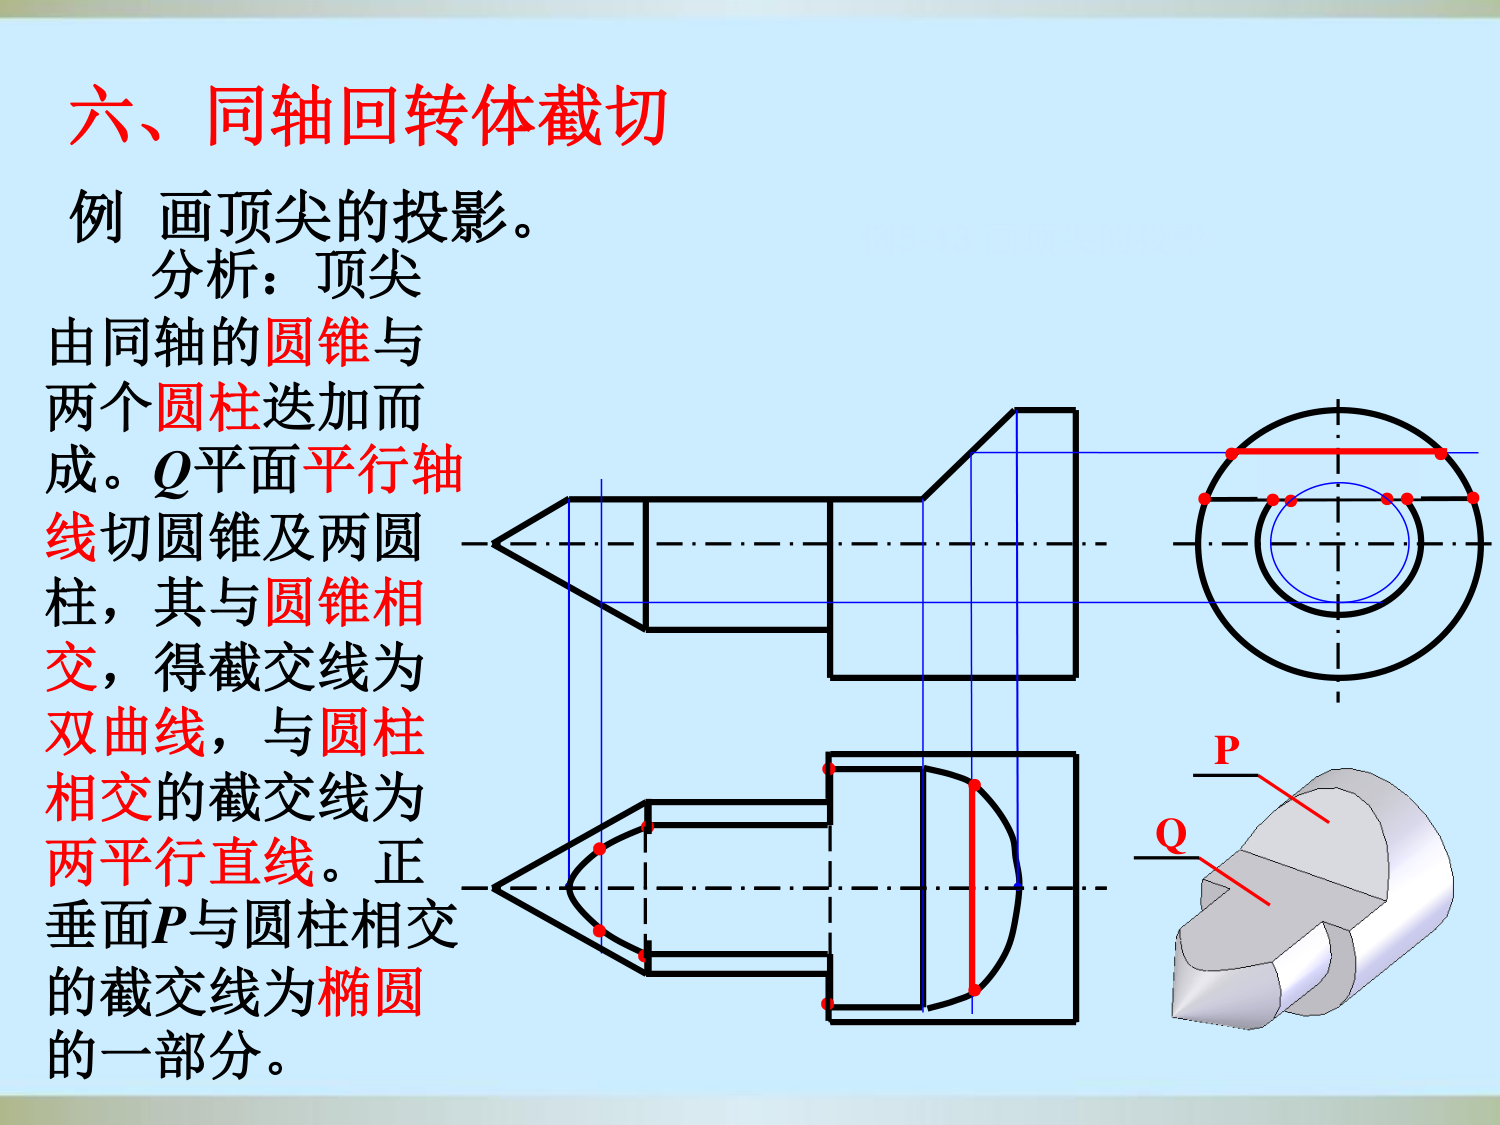 六、同轴回转体截切
例 画顶尖的投影。
分析：顶尖
由同轴的圆锥与
两个圆柱迭加而
成。Q平面平行轴
线切圆锥及两圆
柱，其与圆锥相
交，得截交线为
双曲线，与圆柱
相交的截交线为
两平行直线。正
垂面P与圆柱相交
的截交线为椭圆
的一部分。
P
Q